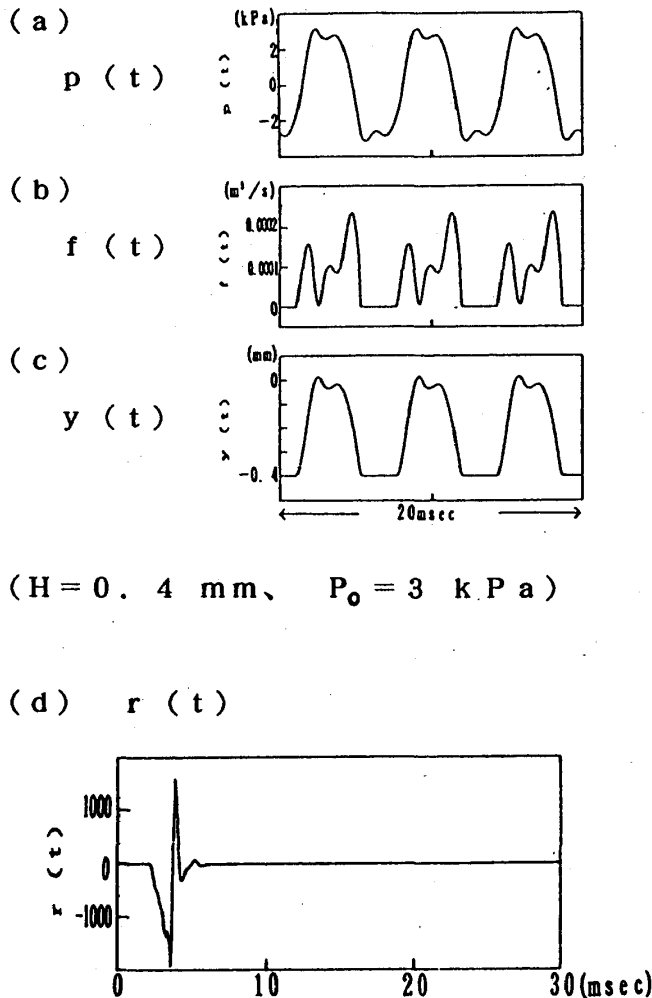 (a)
(kPa)
p (t)
p (t)
2
0
-2
(b)
(m³/s)
f (t)
f (t)
0.0002
0.0001
0
(c)
(mm)
y (t)
y (t)
0
-0.4
20msec
(H=0.4 mm、 P₀=3 kPa)
(d) r (t)
r (t)
1000
0
-1000
0 10 20 30(msec)